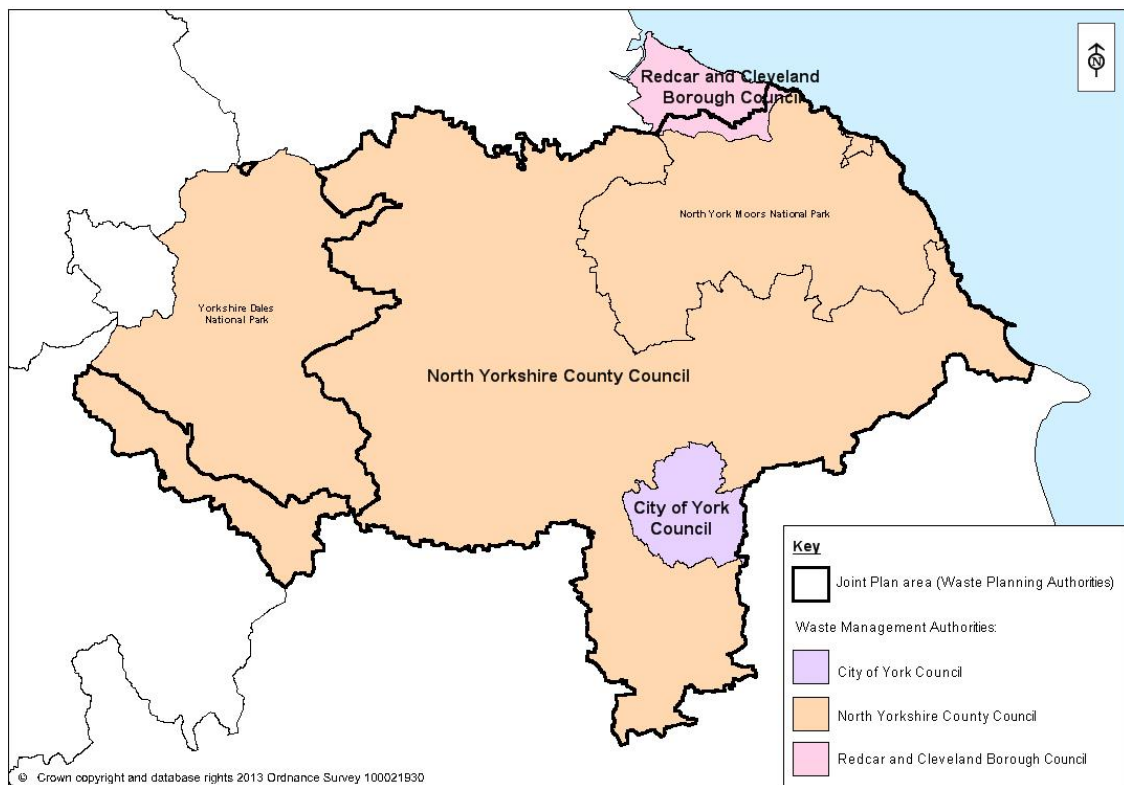 N
Redcar and Cleveland
Borough Council
North York Moors National Park
Yorkshire Dales
National Park
North Yorkshire County Council
City of York
Council
Key
Joint Plan area (Waste Planning Authorities)
Waste Management Authorities:
City of York Council
North Yorkshire County Council
Redcar and Cleveland Borough Council
© Crown copyright and database rights 2013 Ordnance Survey 100021930